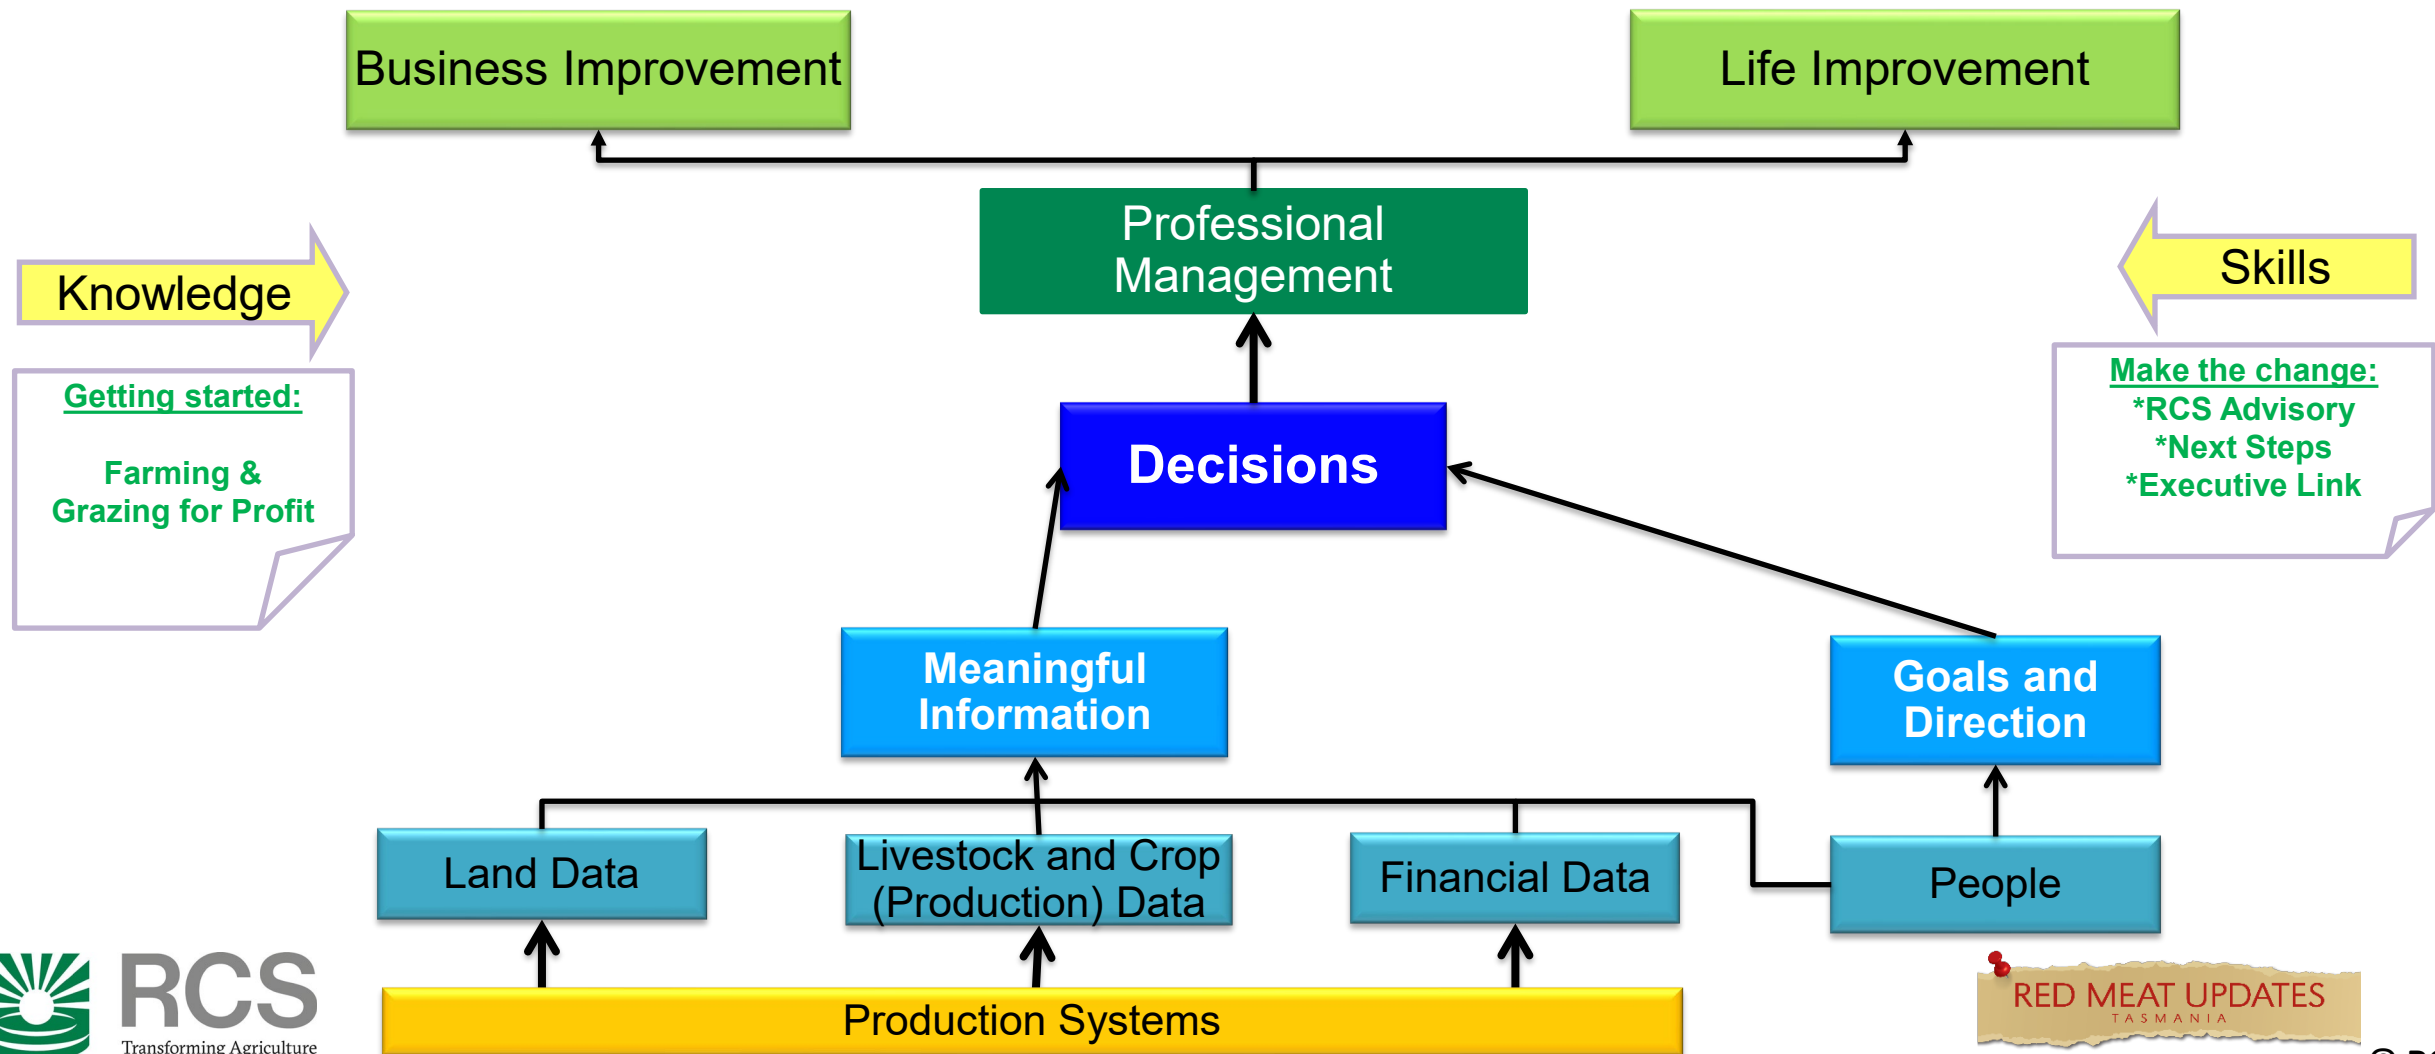 Business Improvement
Life Improvement
Professional
Management
Knowledge
Skills
Getting started:
Farming &
Grazing for Profit
Make the change:
*RCS Advisory
*Next Steps
*Executive Link
Decisions
Meaningful
Information
Goals and
Direction
Land Data
Livestock and Crop
(Production) Data
Financial Data
People
Production Systems
RCS
Transforming Agriculture
RED MEAT UPDATES
TASMANIA